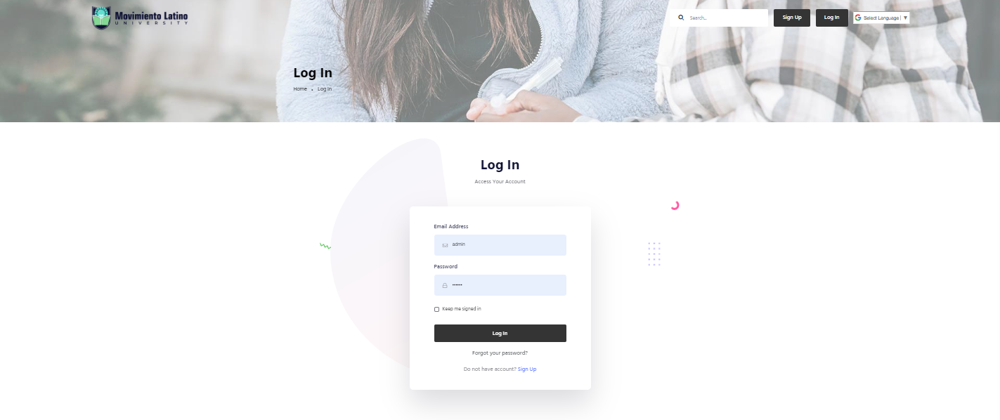 Movimiento Latino
UNIVERSITY
Search...
Sign Up
Log In
Select Language ▼
Log In
Home • Log In
Log In
Access Your Account
Email Address
admin
Password
••••••
Keep me signed in
Log In
Forgot your password?
Do not have account? Sign Up